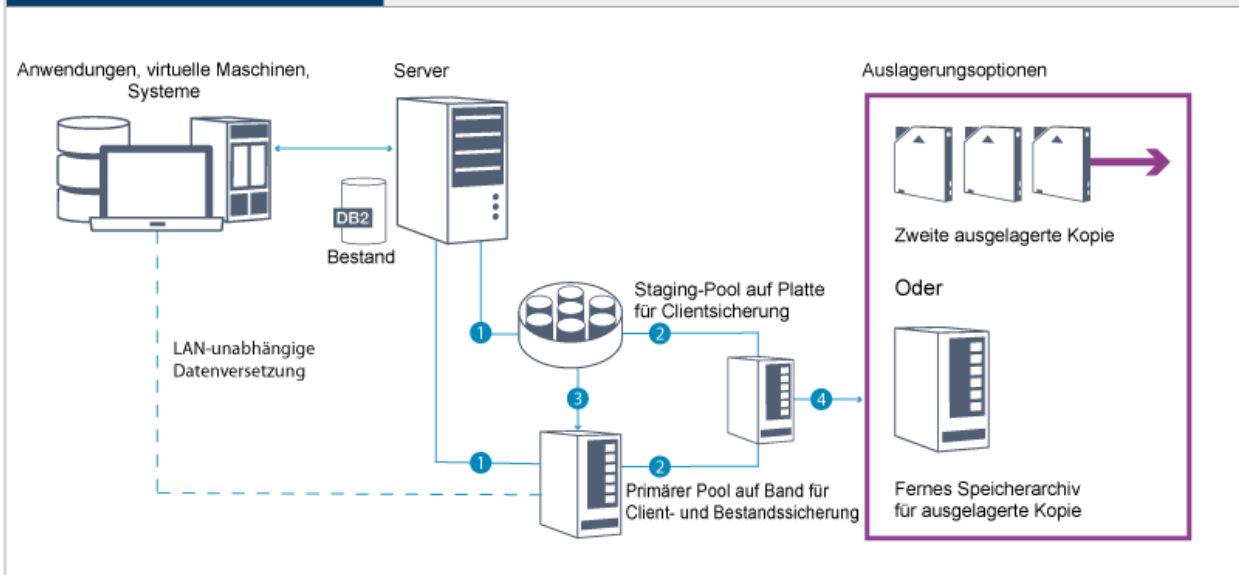 Anwendungen, virtuelle Maschinen,
Systeme
Server
Auslagerungsoptionen
DB2
Bestand
Zweite ausgelagerte Kopie
Oder
Staging-Pool auf Platte
für Clientsicherung
1
2
LAN-unabhängige
Datenversetzung
3
4
1
2
Primärer Pool auf Band für
Client- und Bestandssicherung
Fernes Speicherarchiv
für ausgelagerte Kopie